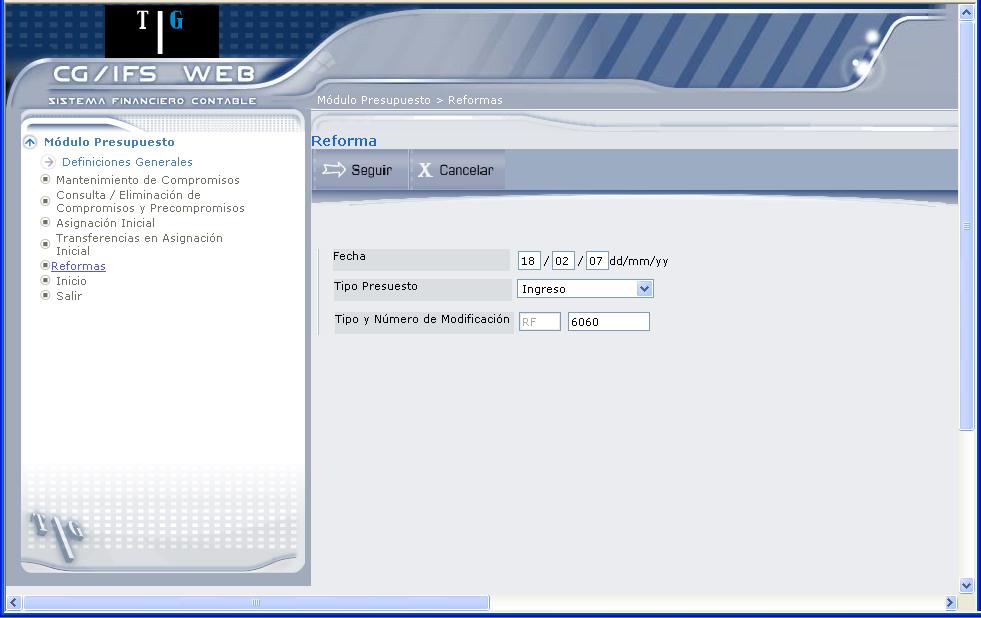 T G
CG/IFS WEB
SISTEMA FINANCIERO CONTABLE
Módulo Presupuesto > Reformas
Módulo Presupuesto
Definiciones Generales
Mantenimiento de Compromisos
Consulta / Eliminación de
Compromisos y Precompromisos
Asignación Inicial
Transferencias en Asignación
Inicial
Reformas
Inicio
Salir
T G
Reforma
Seguir X Cancelar
Fecha 18 / 02 / 07 dd/mm/yy
Tipo Presuesto Ingreso
Tipo y Número de Modificación RF 6060